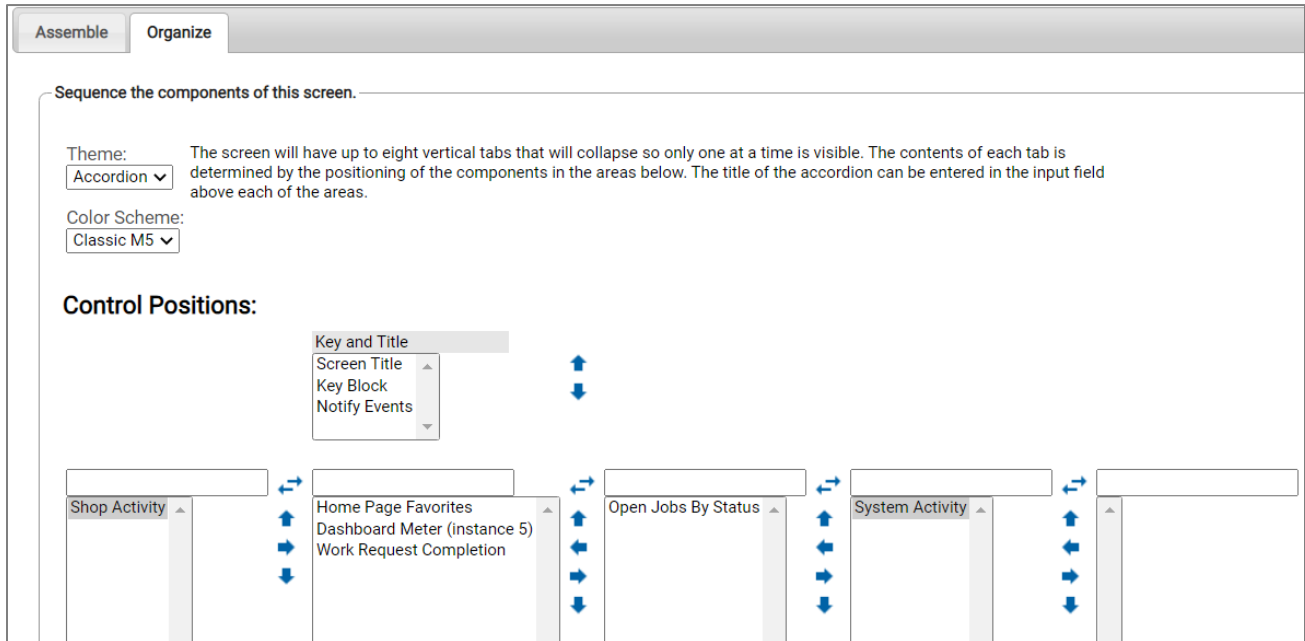 Assemble Organize
Sequence the components of this screen.
Theme:
Accordion
The screen will have up to eight vertical tabs that will collapse so only one at a time is visible. The contents of each tab is
determined by the positioning of the components in the areas below. The title of the accordion can be entered in the input field
above each of the areas.
Color Scheme:
Classic M5
Control Positions:
Key and Title
Screen Title
Key Block
Notify Events
Shop Activity
Home Page Favorites
Dashboard Meter (instance 5)
Work Request Completion
Open Jobs By Status
System Activity